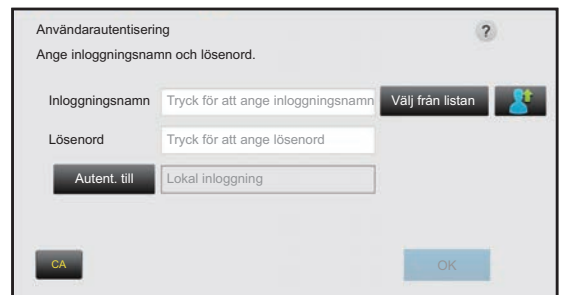 Användarautentisering
?
Ange inloggningsnamn och lösenord.
Inloggningsnamn Tryck för att ange inloggningsnamn Välj från listan
Lösenord Tryck för att ange lösenord
Autent. till Lokal inloggning
CA OK